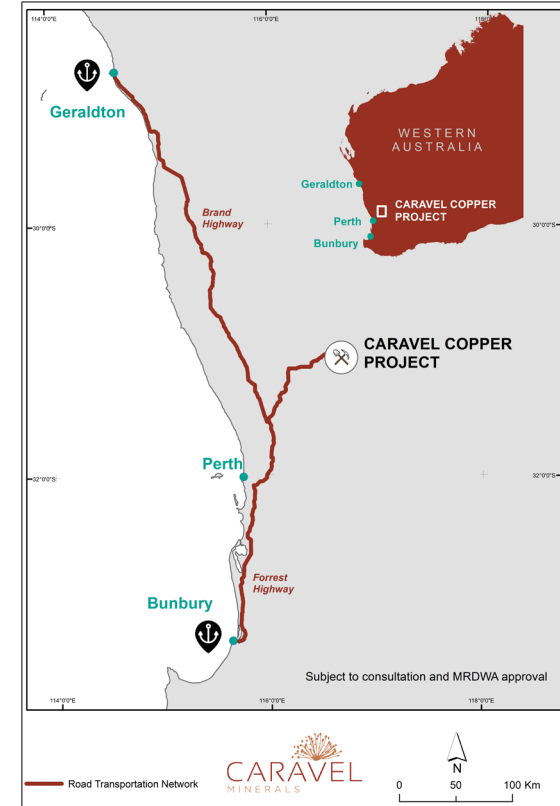 114°0'0"E
116°0'0"E
118°0'0"E
Geraldton
WESTERN
AUSTRALIA
Geraldton
CARAVEL COPPER
PROJECT
Perth
Bunbury
Brand
Highway
30°0'0"S
30°0'0"S
CARAVEL COPPER
PROJECT
Perth
32°0'0"S
32°0'0"S
Forrest
Highway
Bunbury
Subject to consultation and MRDWA approval
114°0'0"E
116°0'0"E
118°0'0"E
Road Transportation Network
CARAVEL
MINERALS
N
0 50 100 Km